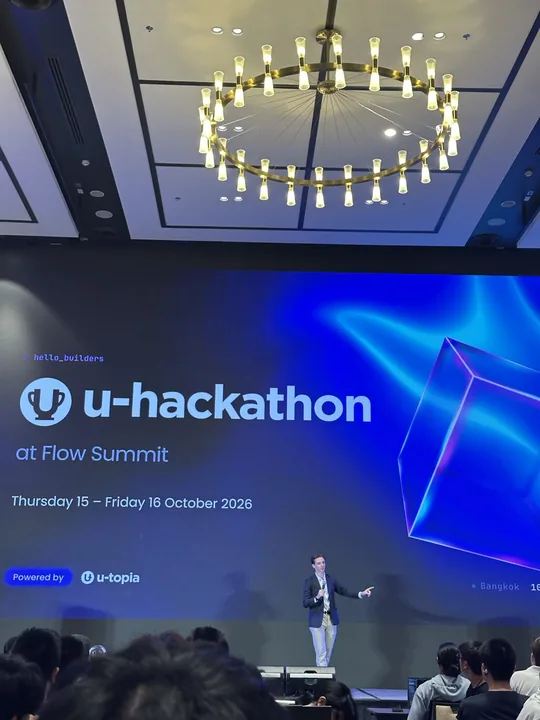 hello_builders
u-hackathon
at Flow Summit
Thursday 15 – Friday 16 October 2026
Powered by u-topia
Bangkok